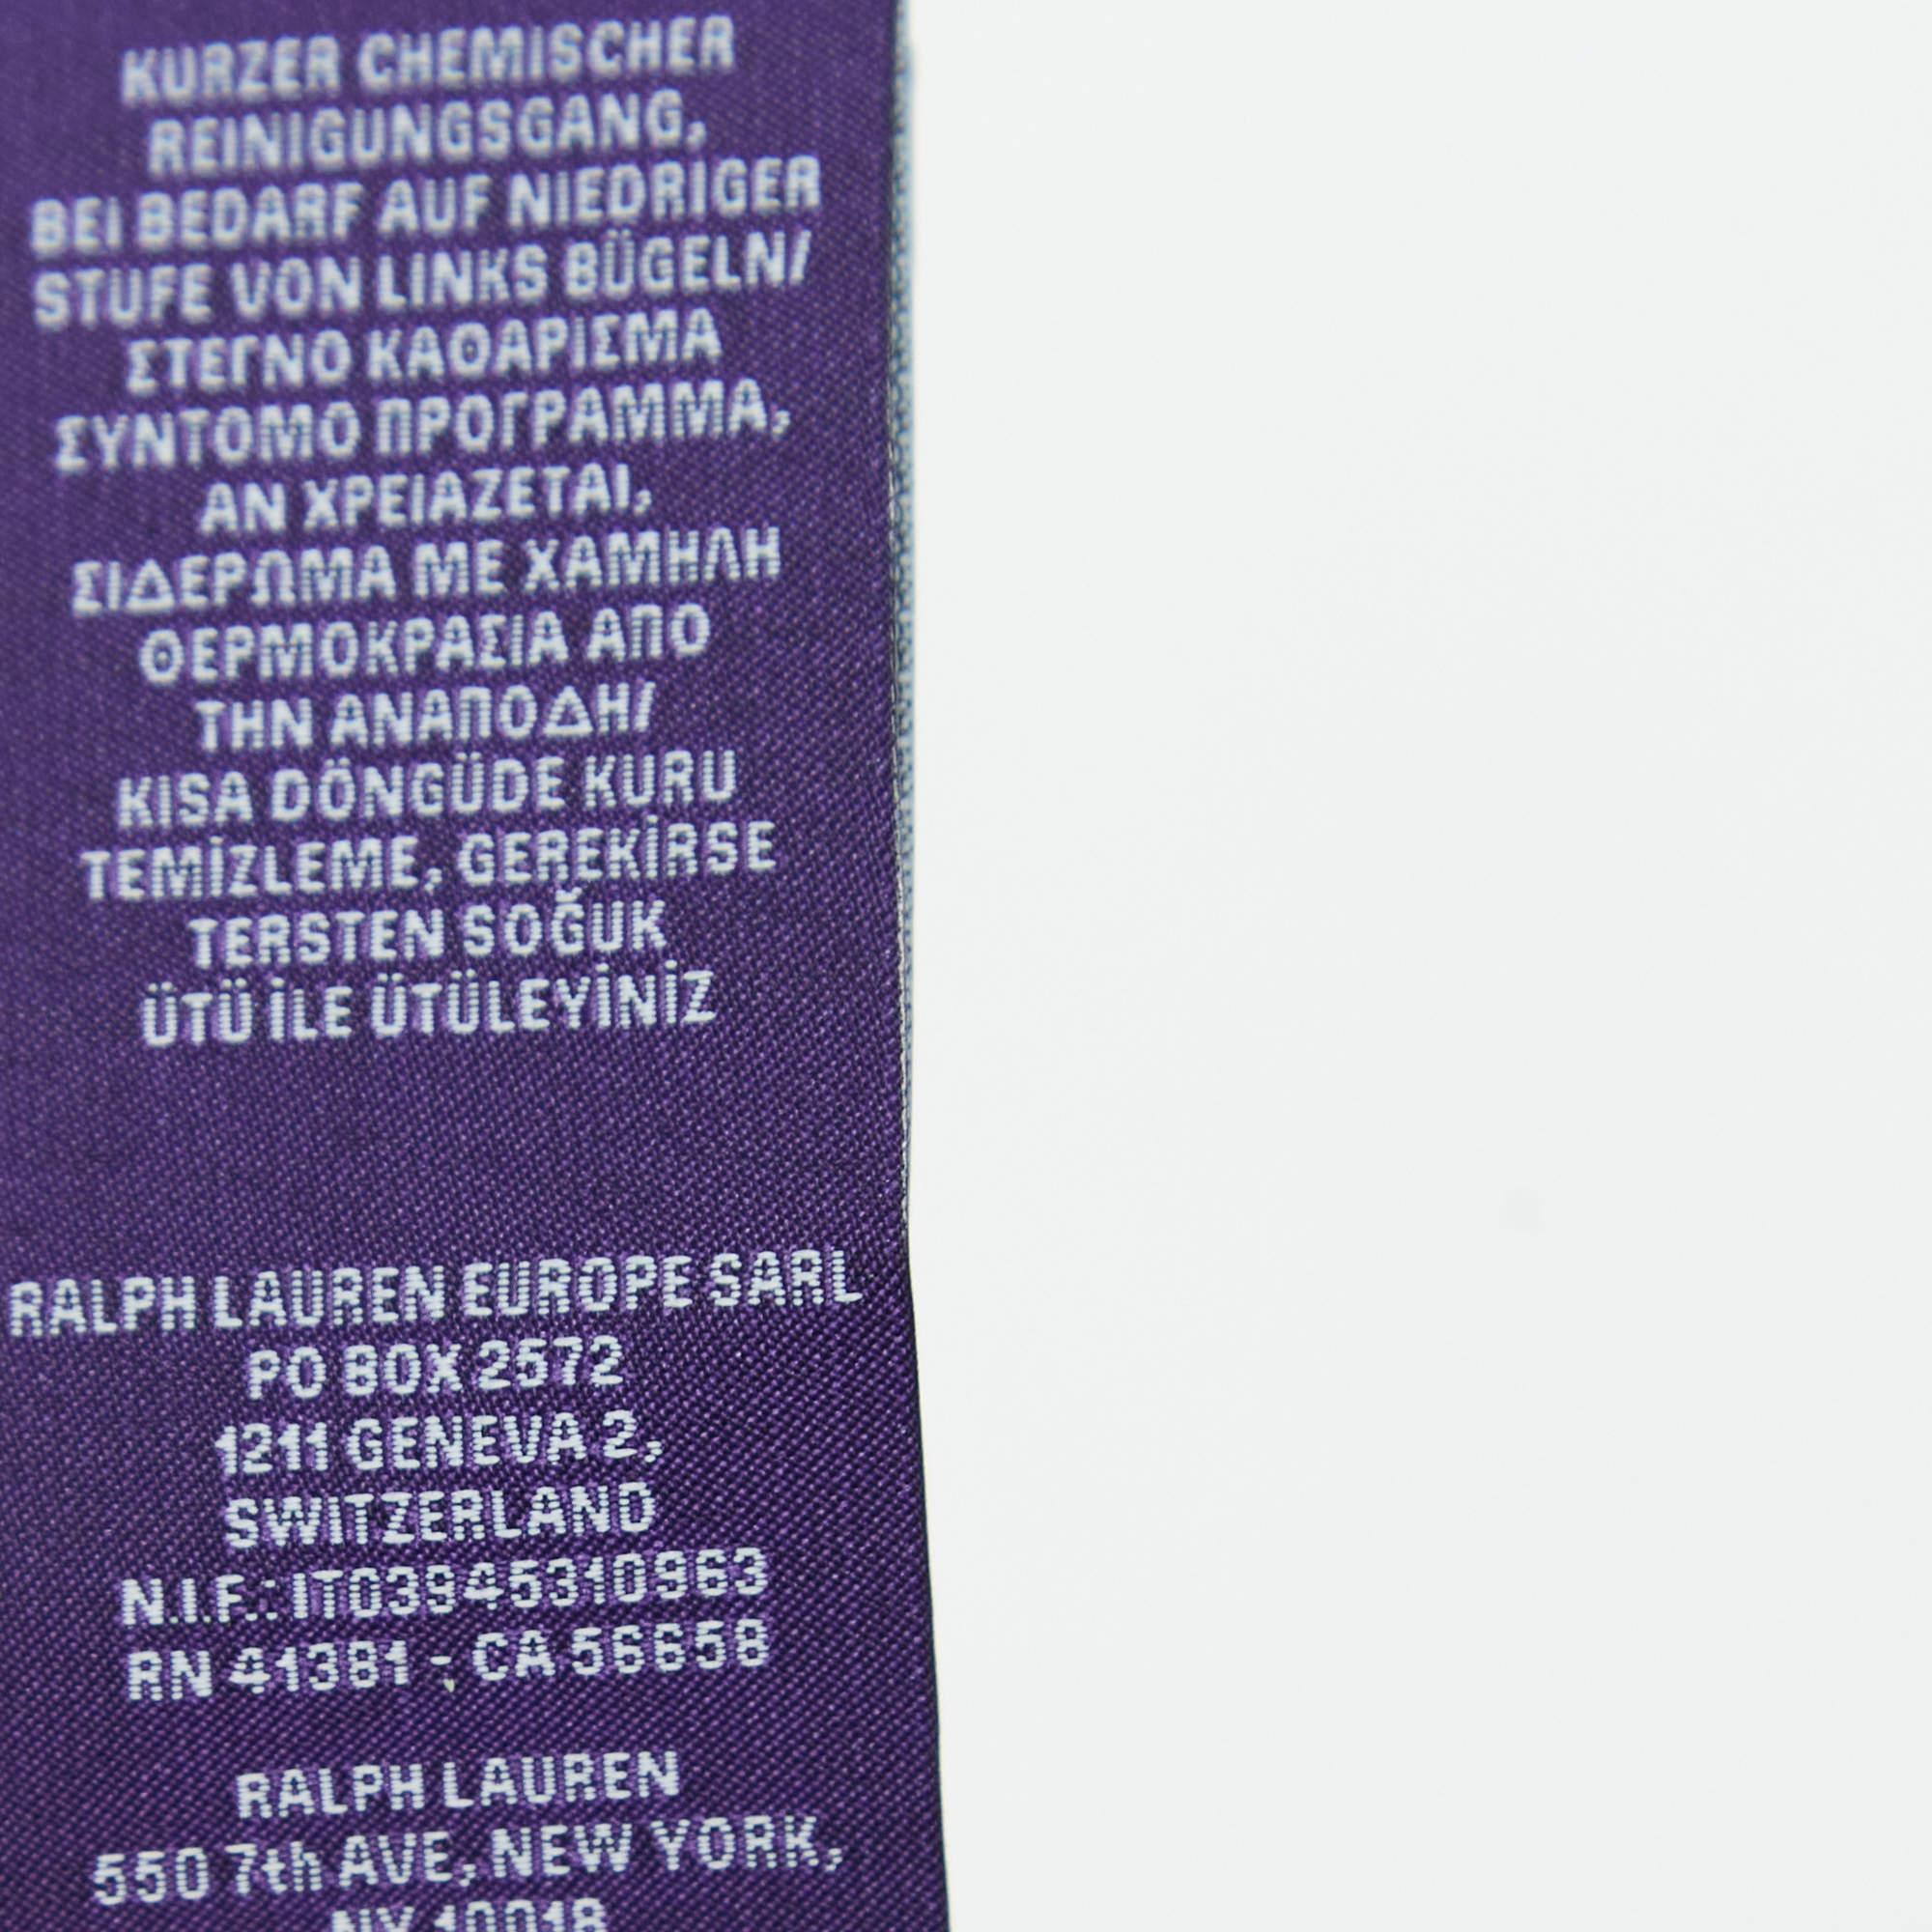 KURZER CHEMISCHER
REINIGUNGSGANG,
BEI BEDARF AUF NIEDRIGER
STUFE VON LINKS BÜGELN/
ΣΤΕΓΝΟ ΚΑΘΑΡΙΣΜΑ
ΣΥΝΤΟΜΟ ΠΡΟΓΡΑΜΜΑ,
ΑΝ ΧΡΕΙΑΖΕΤΑΙ,
ΣΙΔΕΡΩΜΑ ΜΕ ΧΑΜΗΛΗ
ΘΕΡΜΟΚΡΑΣΙΑ ΑΠΟ
ΤΗΝ ΑΝΑΠΟΔΗ/
KISA DÖNGÜDE KURU
TEMİZLEME, GEREKİRSE
TERSTEN SOĞUK
ÜTÜ İLE ÜTÜLEYİNİZ
RALPH LAUREN EUROPE SARL
PO BOX 2572
1211 GENEVA 2,
SWITZERLAND
N.I.F.: IT03945310963
RN 41381 - CA 56658
RALPH LAUREN
550 7th AVE, NEW YORK,
NY 10018